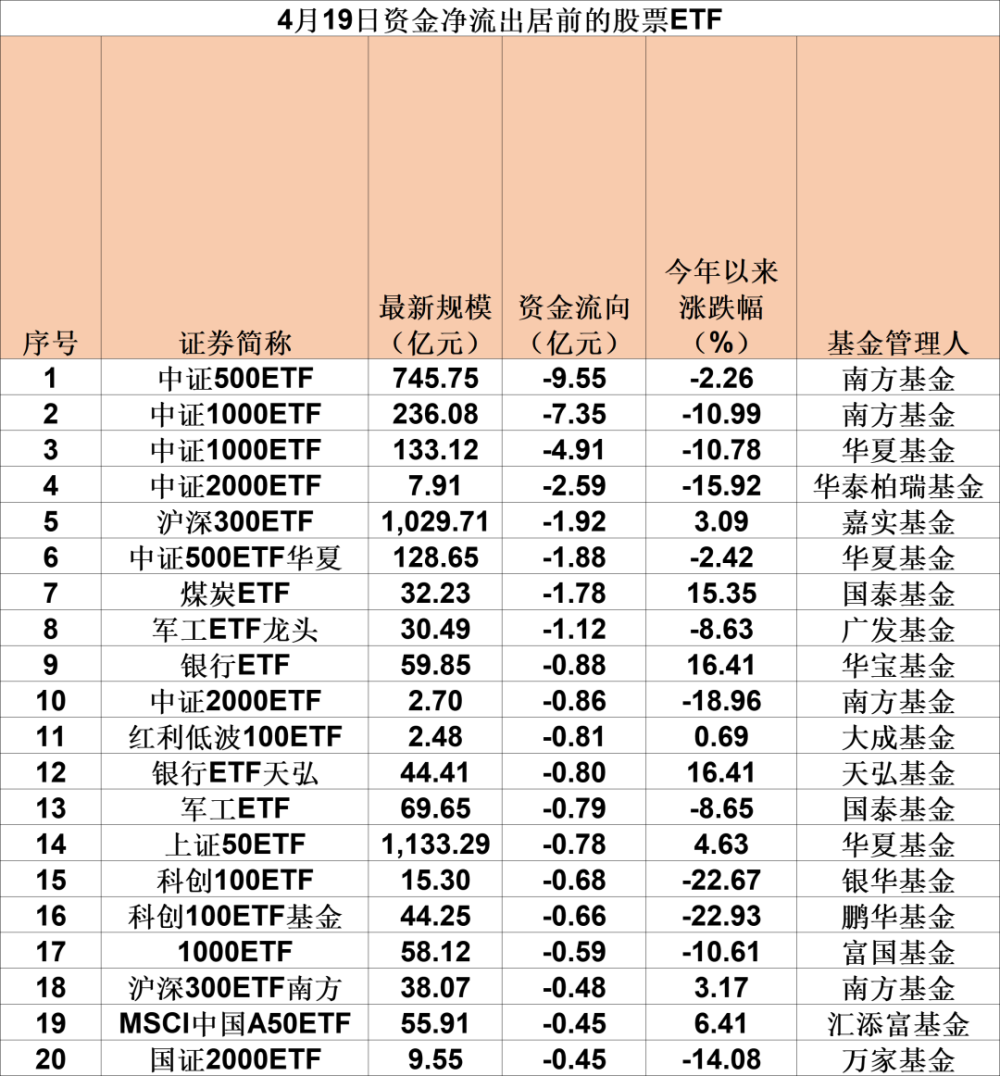 4月19日资金净流出居前的股票ETF
序号 证券简称 最新规模（亿元） 资金流向（亿元） 今年以来涨跌幅（%） 基金管理人
1 中证500ETF 745.75 -9.55 -2.26 南方基金
2 中证1000ETF 236.08 -7.35 -10.99 南方基金
3 中证1000ETF 133.12 -4.91 -10.78 华夏基金
4 中证2000ETF 7.91 -2.59 -15.92 华泰柏瑞基金
5 沪深300ETF 1,029.71 -1.92 3.09 嘉实基金
6 中证500ETF华夏 128.65 -1.88 -2.42 华夏基金
7 煤炭ETF 32.23 -1.78 15.35 国泰基金
8 军工ETF龙头 30.49 -1.12 -8.63 广发基金
9 银行ETF 59.85 -0.88 16.41 华宝基金
10 中证2000ETF 2.70 -0.86 -18.96 南方基金
11 红利低波100ETF 2.48 -0.81 0.69 大成基金
12 银行ETF天弘 44.41 -0.80 16.41 天弘基金
13 军工ETF 69.65 -0.79 -8.65 国泰基金
14 上证50ETF 1,133.29 -0.78 4.63 华夏基金
15 科创100ETF 15.30 -0.68 -22.67 银华基金
16 科创100ETF基金 44.25 -0.66 -22.93 鹏华基金
17 1000ETF 58.12 -0.59 -10.61 富国基金
18 沪深300ETF南方 38.07 -0.48 3.17 南方基金
19 MSCI中国A50ETF 55.91 -0.45 6.41 汇添富基金
20 国证2000ETF 9.55 -0.45 -14.08 万家基金